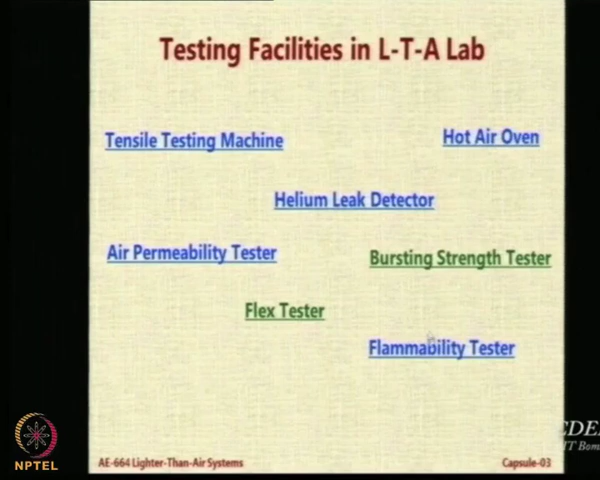 Testing Facilities in L-T-A Lab
Tensile Testing Machine
Hot Air Oven
Helium Leak Detector
Air Permeability Tester
Bursting Strength Tester
Flex Tester
Flammability Tester
NPTEL
AE-664 Lighter-Than-Air Systems
Capsule-03